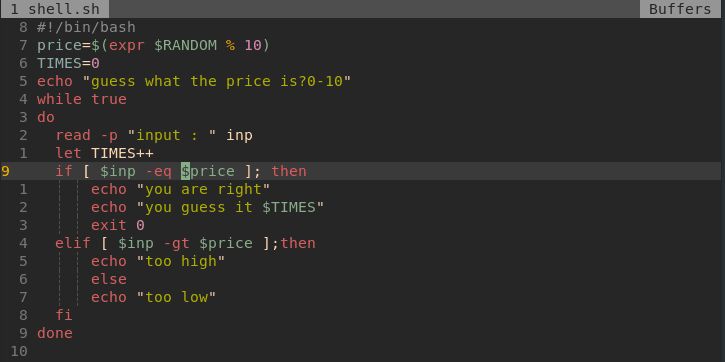 1 shell.sh Buffers
8 #!/bin/bash
7 price=$(expr $RANDOM % 10)
6 TIMES=0
5 echo "guess what the price is?0-10"
4 while true
3 do
2   read -p "input : " inp
1   let TIMES++
9   if [ $inp -eq $price ]; then
1       echo "you are right"
2       echo "you guess it $TIMES"
3       exit 0
4   elif [ $inp -gt $price ];then
5       echo "too high"
6       else
7       echo "too low"
8   fi
9 done
10